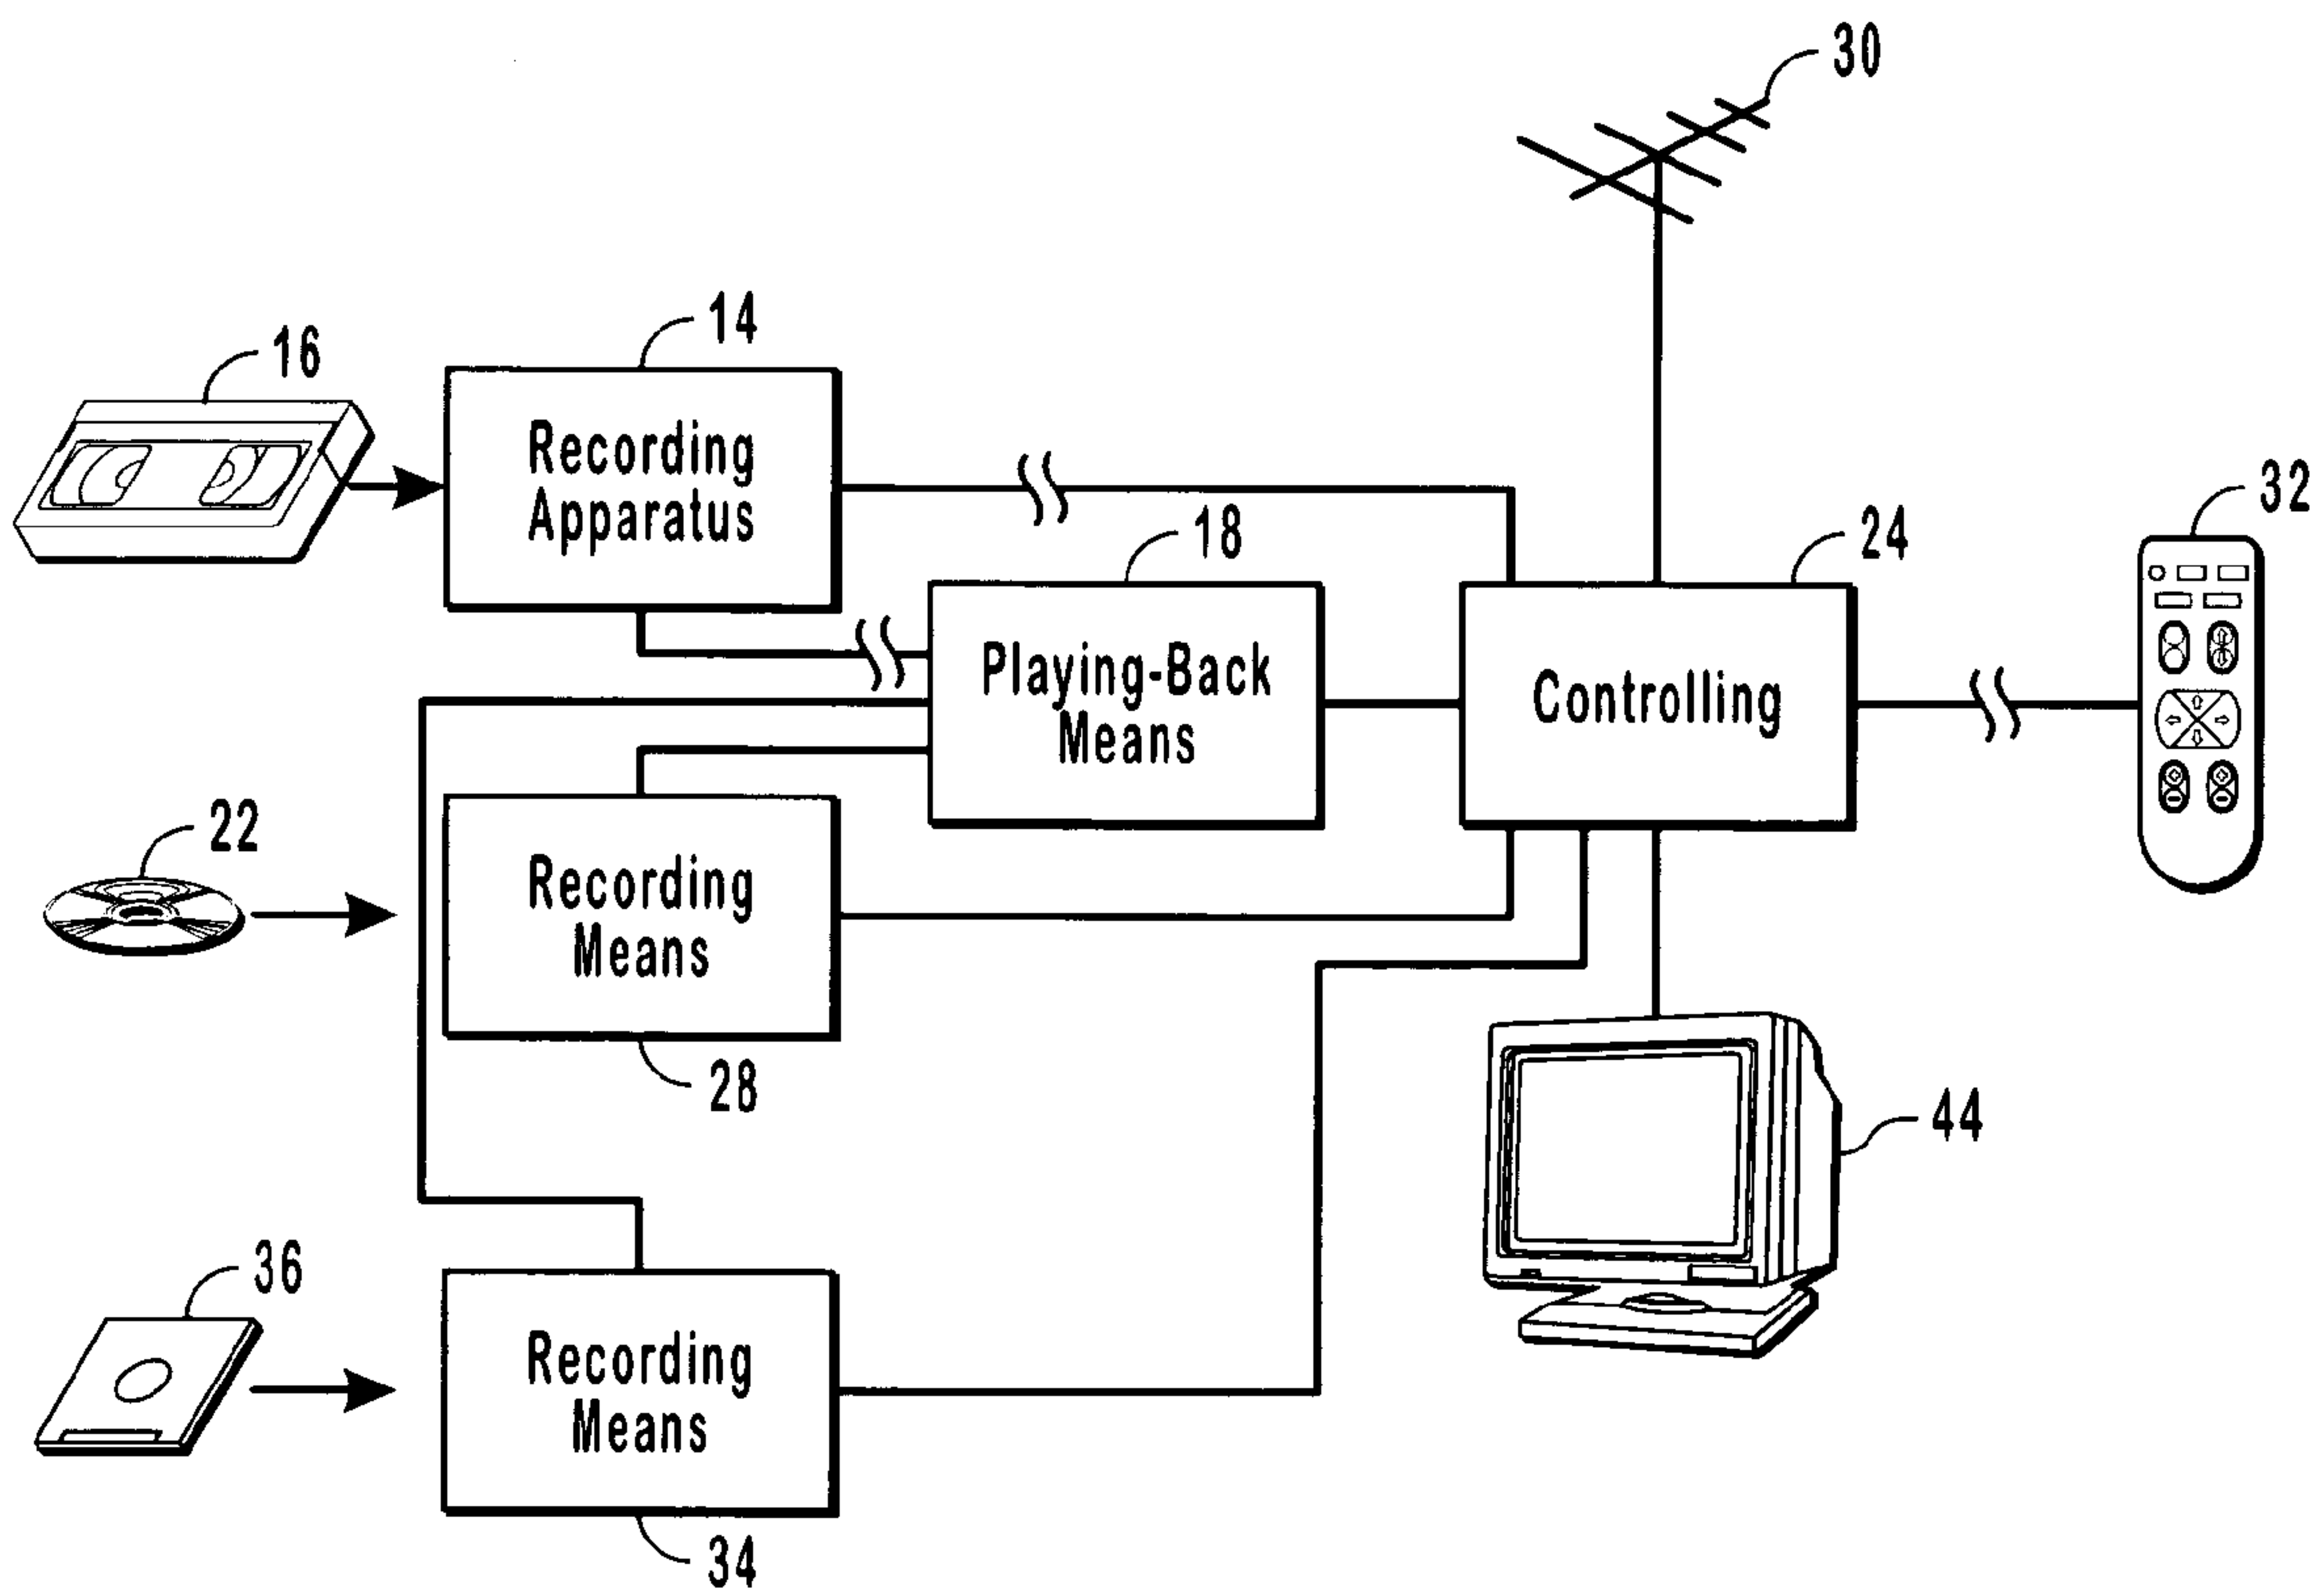 30
14
16
Recording
Apparatus
32
18
24
Playing-Back
Means
Controlling
22
Recording
Means
28
44
36
Recording
Means
34